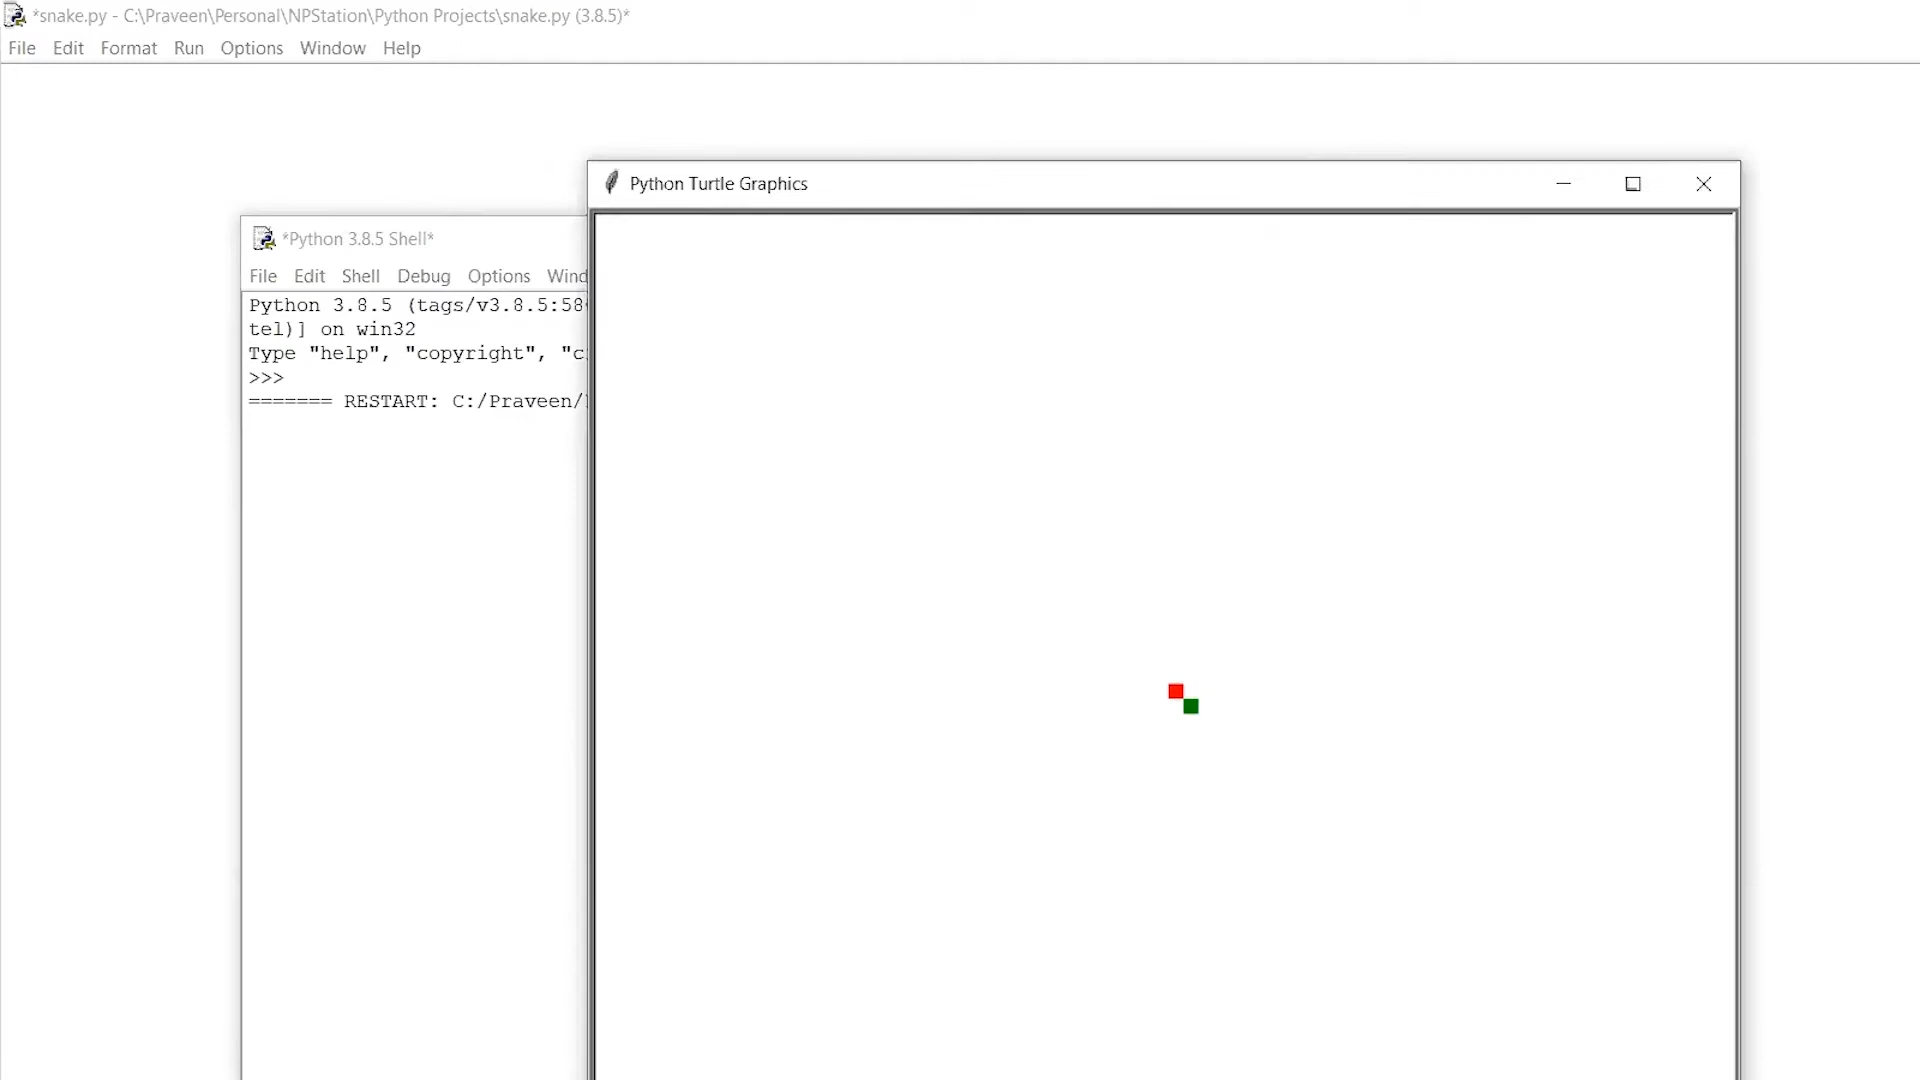 *snake.py - C:\Praveen\Personal\NPStation\Python Projects\snake.py (3.8.5)*
File Edit Format Run Options Window Help
Python Turtle Graphics
*Python 3.8.5 Shell*
File Edit Shell Debug Options Wind
Python 3.8.5 (tags/v3.8.5:58
tel)] on win32
Type "help", "copyright", "c
>>>
======= RESTART: C:/Praveen/